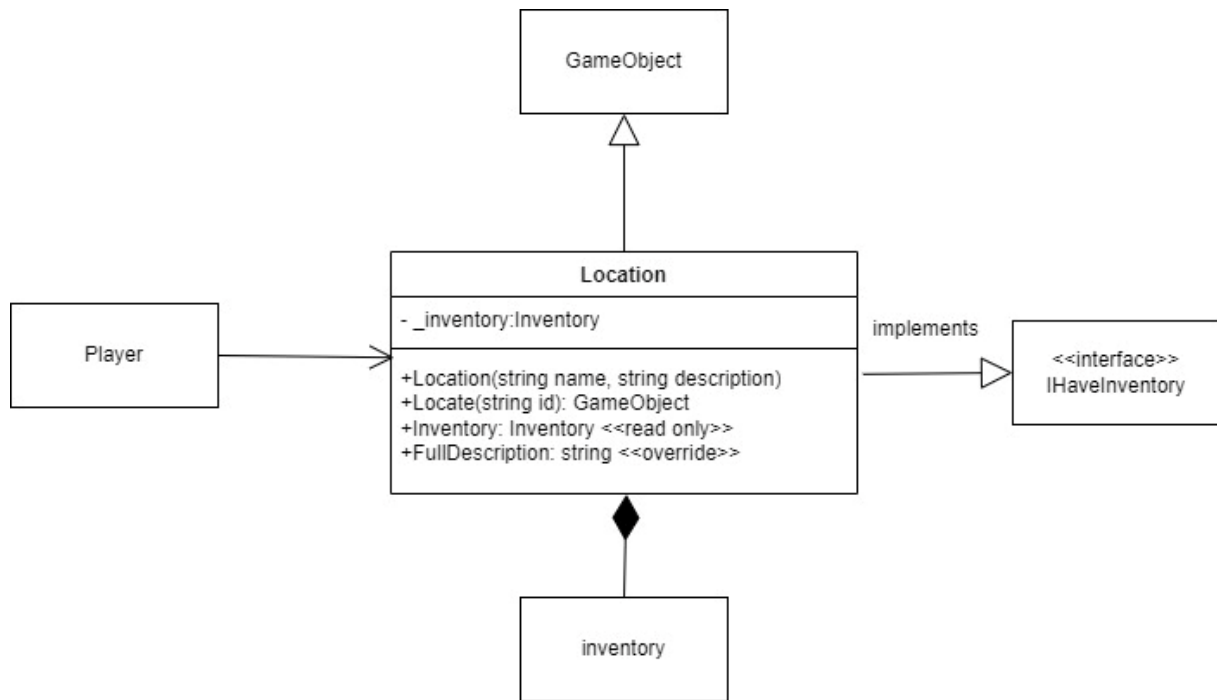 GameObject
Location
- _inventory:Inventory
+Location(string name, string description)
+Locate(string id): GameObject
+Inventory: Inventory <<read only>>
+FullDescription: string <<override>>
Player
implements
<<interface>>
IHaveInventory
inventory